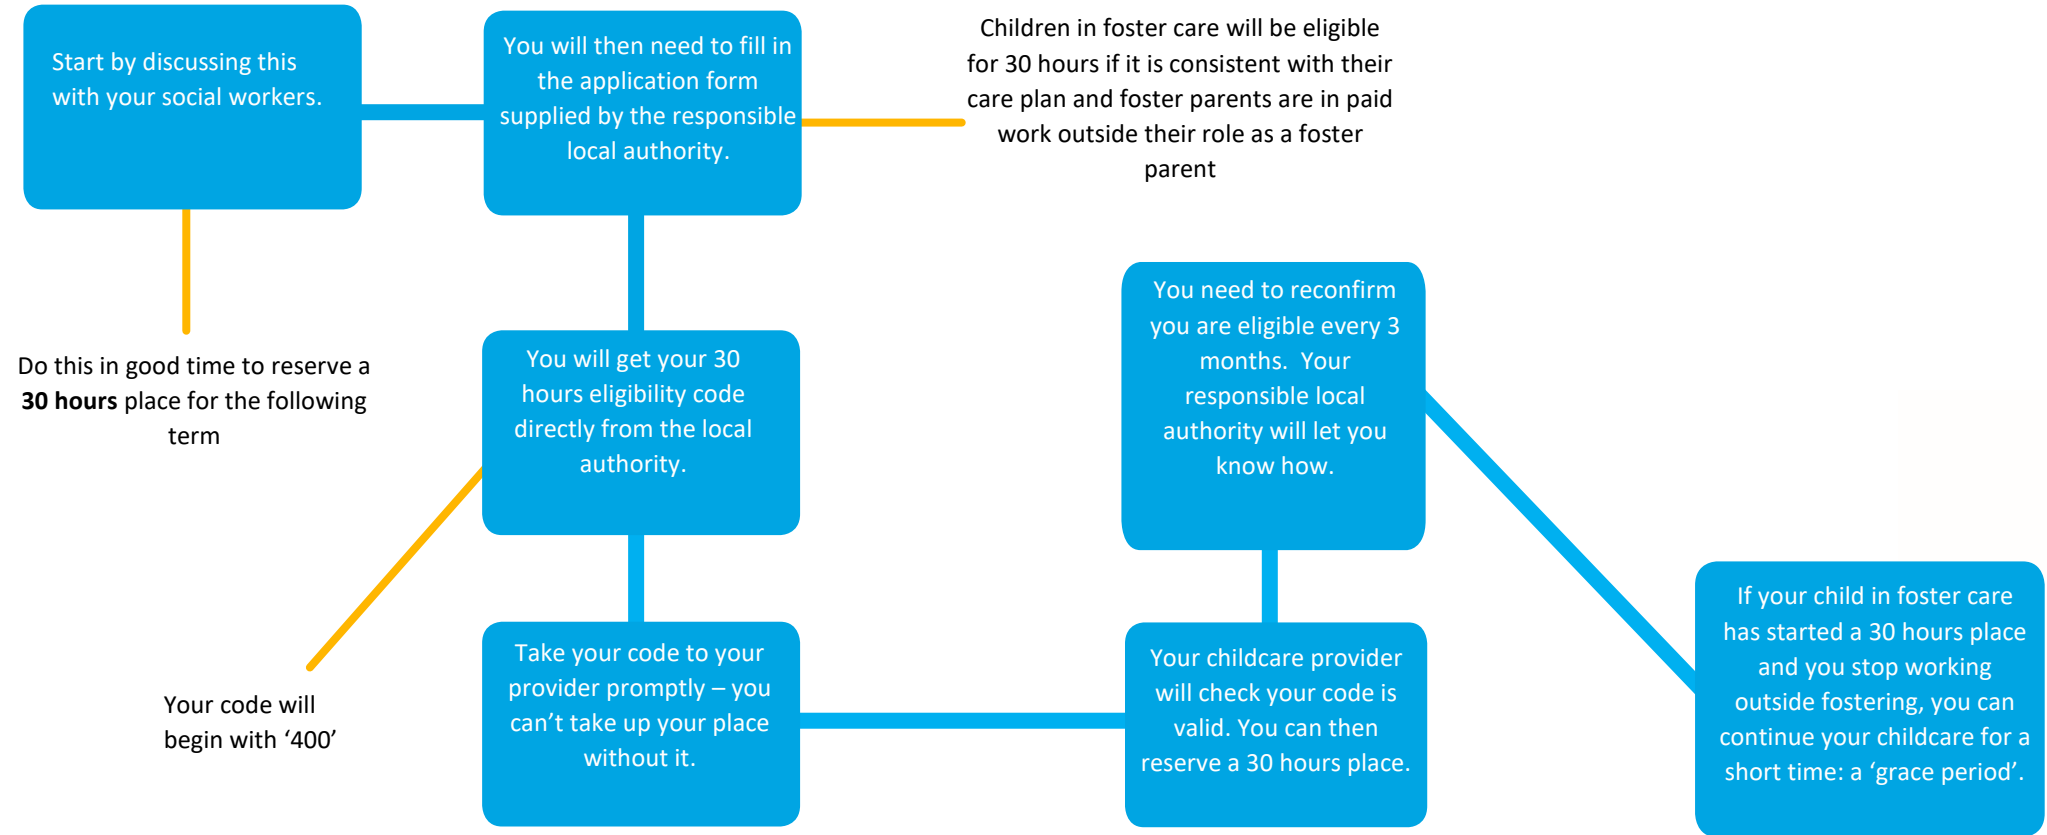 Start by discussing this
with your social workers.
You will then need to fill in
the application form
supplied by the responsible
local authority.
Children in foster care will be eligible
for 30 hours if it is consistent with their
care plan and foster parents are in paid
work outside their role as a foster
parent
Do this in good time to reserve a
30 hours place for the following
term
You will get your 30
hours eligibility code
directly from the local
authority.
Your code will
begin with ‘400’
Take your code to your
provider promptly – you
can’t take up your place
without it.
Your childcare provider
will check your code is
valid. You can then
reserve a 30 hours place.
You need to reconfirm
you are eligible every 3
months.  Your
responsible local
authority will let you
know how.
If your child in foster care
has started a 30 hours place
and you stop working
outside fostering, you can
continue your childcare for a
short time: a ‘grace period’.